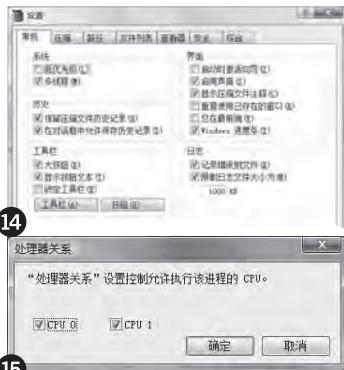 设置
常规 压缩 路径 文件列表 查看器 安全 综合
系统
低优先级(L)
多线程(M)
历史
保留压缩文件历史记录(R)
在对话框中允许保存历史记录(I)
工具栏
大按钮(B)
显示按钮文本(T)
锁定工具栏(K)
工具栏(A) 按钮(U)
界面
启动时激活向导(Z)
启用声音(S)
显示压缩文件注释(C)
重复使用已存在的窗口
总在最前端
Windows 进度条
日志
记录错误到文件
限制日志文件大小为
1000 KB
14
处理器关系
“处理器关系”设置控制允许执行该进程的 CPU。
CPU 0 CPU 1
确定 取消
15